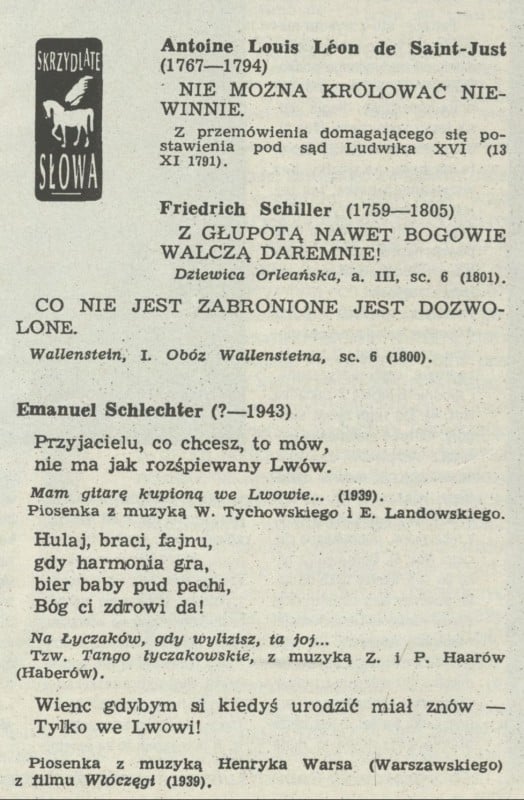 SKRZYDLATE
SŁOWA
Antoine Louis Léon de Saint-Just
(1767—1794)
NIE MOŻNA KRÓLOWAĆ NIE-
WINNIE.
Z przemówienia domagającego się po-
stawienia pod sąd Ludwika XVI (13
XI 1791).
Friedrich Schiller (1759—1805)
Z GŁUPOTĄ NAWET BOGOWIE
WALCZĄ DAREMNIE!
Dziewica Orleańska, a. III, sc. 6 (1801).
CO NIE JEST ZABRONIONE JEST DOZWO-
LONE.
Wallenstein, I. Obóz Wallensteina, sc. 6 (1800).
Emanuel Schlechter (?—1943)
Przyjacielu, co chcesz, to mów,
nie ma jak rozśpiewany Lwów.
Mam gitarę kupioną we Lwowie... (1939).
Piosenka z muzyką W. Tychowskiego i E. Landowskiego.
Hulaj, braci, fajnu,
gdy harmonia gra,
bier baby pud pachi,
Bóg ci zdrowi da!
Na Łyczaków, gdy wylizisz, ta joj...
Tzw. Tango łyczakowskie, z muzyką Z. i P. Haarów
(Haberów).
Wienc gdybym si kiedyś urodzić miał znów —
Tylko we Lwowi!
Piosenka z muzyką Henryka Warsa (Warszawskiego)
z filmu Włóczęgi (1939).